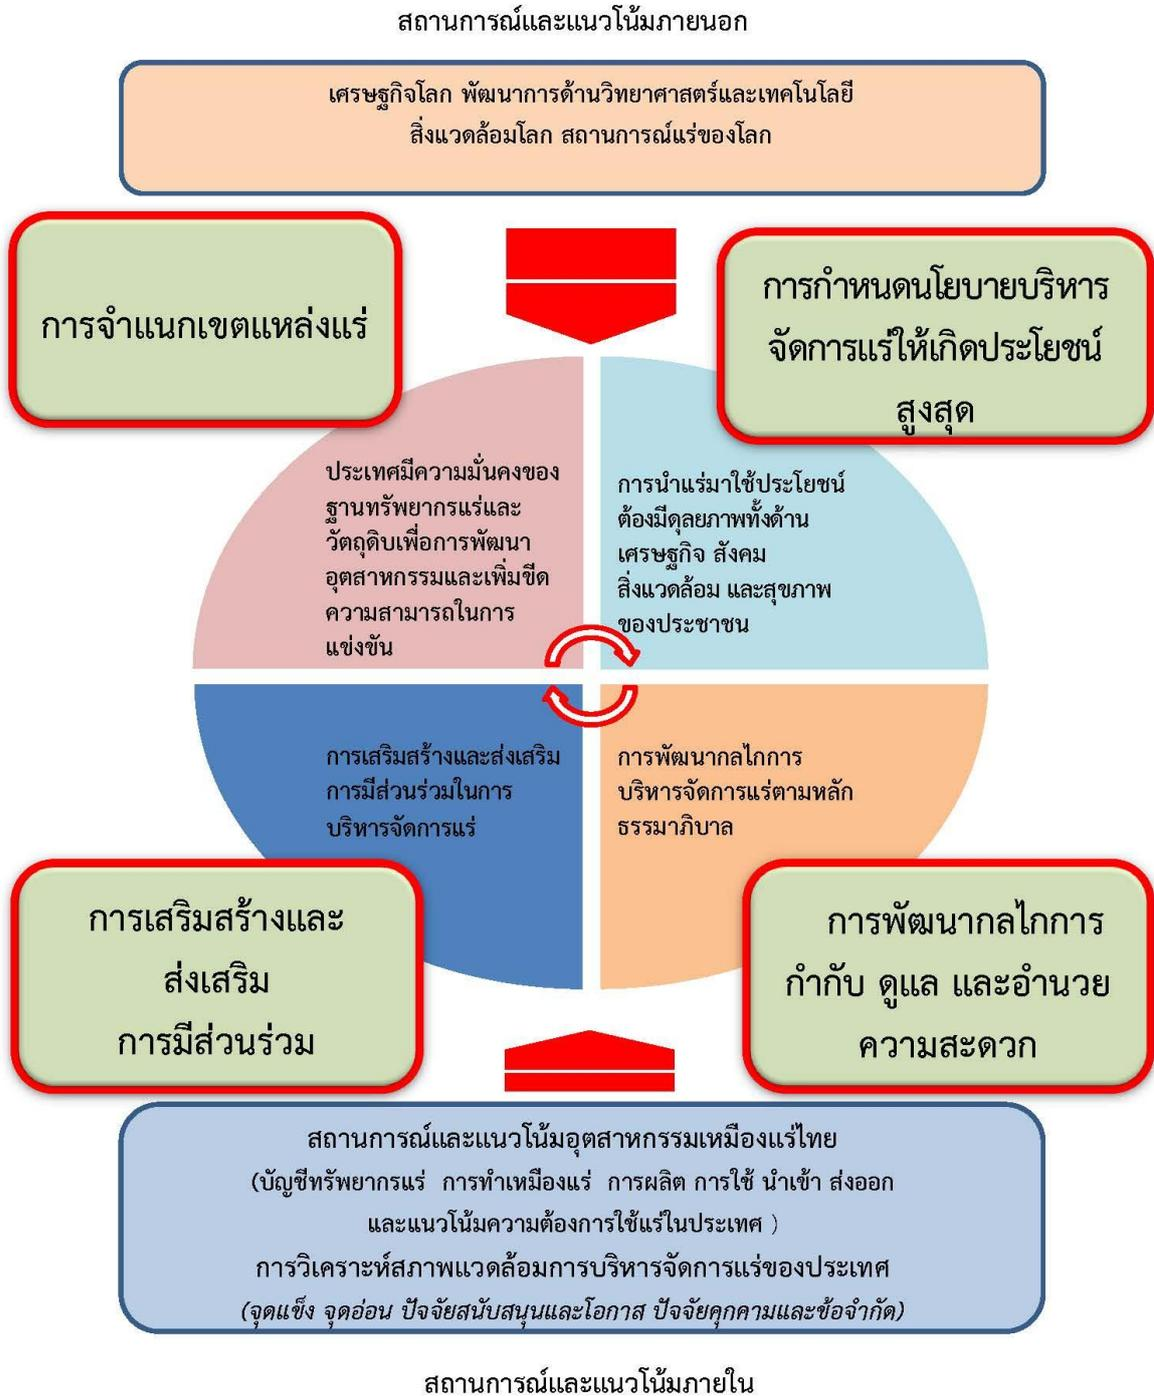 สถานการณ์และแนวโน้มภายนอก
เศรษฐกิจโลก พัฒนาการด้านวิทยาศาสตร์และเทคโนโลยี
สิ่งแวดล้อมโลก สถานการณ์แร่ของโลก
การจำแนกเขตแหล่งแร่
การกำหนดนโยบายบริหาร
จัดการแร่ให้เกิดประโยชน์
สูงสุด
ประเทศมีความมั่นคงของ
ฐานทรัพยากรแร่และ
วัตถุดิบเพื่อการพัฒนา
อุตสาหกรรมและเพิ่มขีด
ความสามารถในการ
แข่งขัน
การนำแร่มาใช้ประโยชน์
ต้องมีดุลยภาพทั้งด้าน
เศรษฐกิจ สังคม
สิ่งแวดล้อม และสุขภาพ
ของประชาชน
การเสริมสร้างและส่งเสริม
การมีส่วนร่วมในการ
บริหารจัดการแร่
การพัฒนากลไกการ
บริหารจัดการแร่ตามหลัก
ธรรมาภิบาล
การเสริมสร้างและ
ส่งเสริม
การมีส่วนร่วม
การพัฒนากลไกการ
กำกับ ดูแล และอำนวย
ความสะดวก
สถานการณ์และแนวโน้มอุตสาหกรรมเหมืองแร่ไทย
(บัญชีทรัพยากรแร่ การทำเหมืองแร่ การผลิต การใช้ นำเข้า ส่งออก
และแนวโน้มความต้องการใช้แร่ในประเทศ )
การวิเคราะห์สภาพแวดล้อมการบริหารจัดการแร่ของประเทศ
(จุดแข็ง จุดอ่อน ปัจจัยสนับสนุนและโอกาส ปัจจัยคุกคามและข้อจำกัด)
สถานการณ์และแนวโน้มภายใน